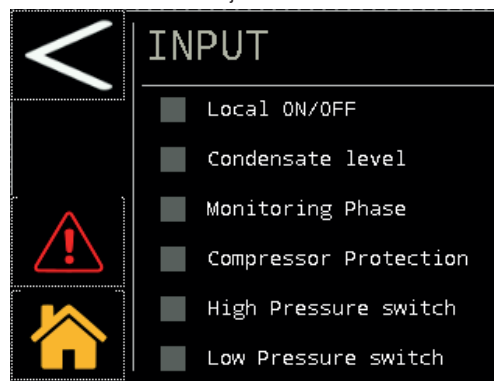 INPUT
Local ON/OFF
Condensate level
Monitoring Phase
Compressor Protection
High Pressure switch
Low Pressure switch